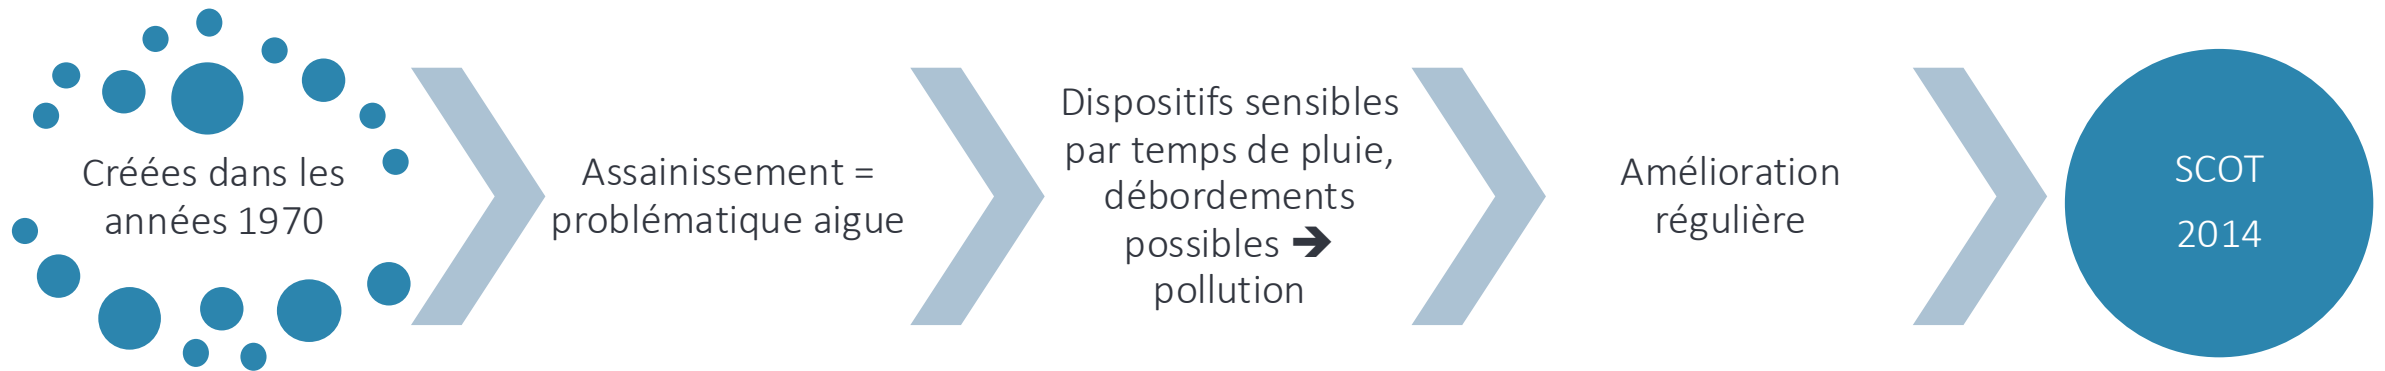 Créées dans les
années 1970
Assainissement =
problématique aigue
Dispositifs sensibles
par temps de pluie,
débordements
possibles ➔
pollution
Amélioration
régulière
SCOT
2014